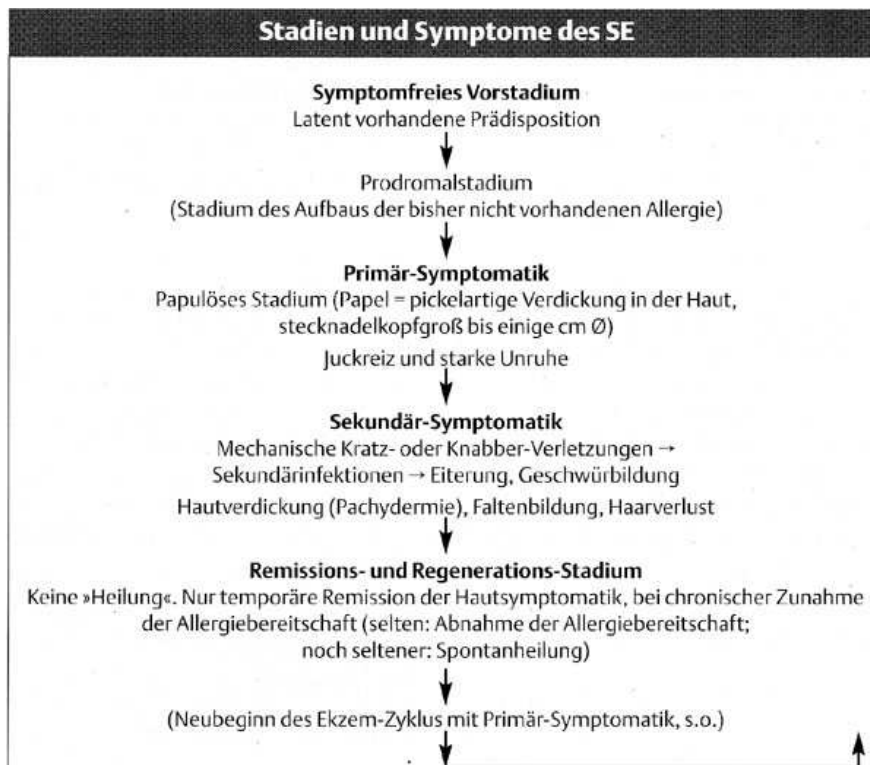 Stadien und Symptome des SE
Symptomfreies Vorstadium
Latent vorhandene Prädisposition
Prodromalstadium
(Stadium des Aufbaus der bisher nicht vorhandenen Allergie)
Primär-Symptomatik
Papulöses Stadium (Papel = pickelartige Verdickung in der Haut,
stecknadelkopfgroß bis einige cm Ø)
Juckreiz und starke Unruhe
Sekundär-Symptomatik
Mechanische Kratz- oder Knabber-Verletzungen →
Sekundärinfektionen → Eiterung, Geschwürbildung
Hautverdickung (Pachydermie), Faltenbildung, Haarverlust
Remissions- und Regenerations-Stadium
Keine »Heilung«. Nur temporäre Remission der Hautsymptomatik, bei chronischer Zunahme
der Allergiebereitschaft (selten: Abnahme der Allergiebereitschaft;
noch seltener: Spontanheilung)
(Neubeginn des Ekzem-Zyklus mit Primär-Symptomatik, s.o.)